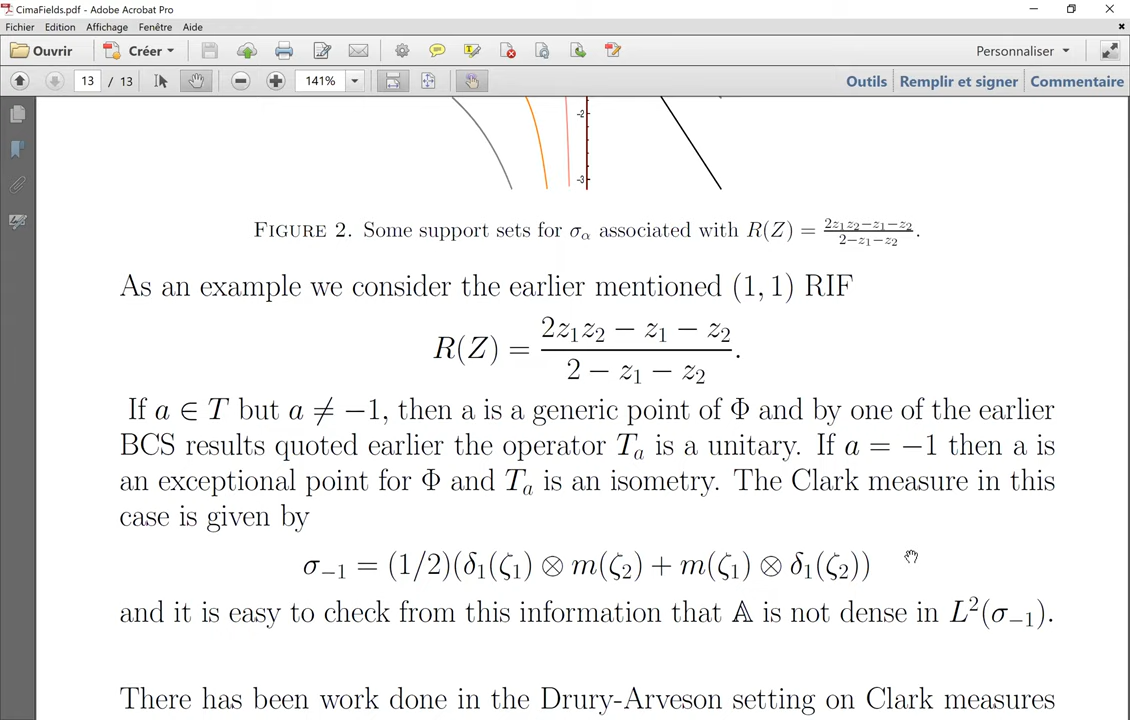 CimaFields.pdf - Adobe Acrobat Pro
Fichier Edition Affichage Fenêtre Aide
Ouvrir Créer Personnaliser
13 / 13 141% Outils Remplir et signer Commentaire
-2
-3
FIGURE 2. Some support sets for σ_α associated with R(Z) = (2z₁z₂−z₁−z₂)/(2−z₁−z₂).
As an example we consider the earlier mentioned (1, 1) RIF
R(Z) = (2z₁z₂ − z₁ − z₂)/(2 − z₁ − z₂).
If a ∈ T but a ≠ −1, then a is a generic point of Φ and by one of the earlier
BCS results quoted earlier the operator T_a is a unitary. If a = −1 then a is
an exceptional point for Φ and T_a is an isometry. The Clark measure in this
case is given by
σ₋₁ = (1/2)(δ₁(ζ₁) ⊗ m(ζ₂) + m(ζ₁) ⊗ δ₁(ζ₂))
and it is easy to check from this information that 𝔸 is not dense in L²(σ₋₁).
There has been work done in the Drury-Arveson setting on Clark measures